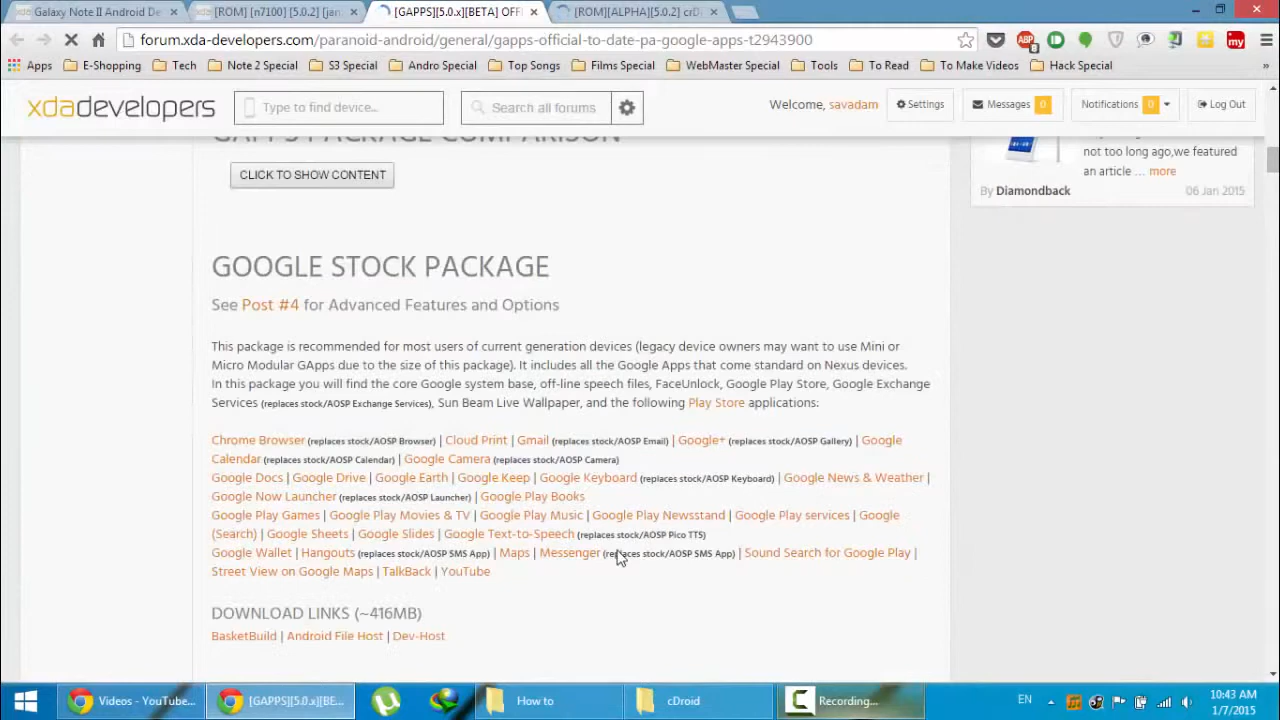 Galaxy Note II Android De
[ROM] [n7100] [5.0.2] [jan
[GAPPS][5.0.x][BETA] OFF
[ROM][ALPHA][5.0.2] crD
forum.xda-developers.com/paranoid-android/general/gapps-official-to-date-pa-google-apps-t2943900
Apps E-Shopping Tech Note 2 Special S3 Special Andro Special Top Songs Films Special WebMaster Special Tools To Read To Make Videos Hack Special
xdadevelopers Type to find device... Search all forums Welcome, savadam Settings Messages 0 Notifications 0 Log Out
GAPPS PACKAGE COMPARISON
CLICK TO SHOW CONTENT
not too long ago,we featured
an article ... more
By Diamondback 06 Jan 2015
GOOGLE STOCK PACKAGE
See Post #4 for Advanced Features and Options
This package is recommended for most users of current generation devices (legacy device owners may want to use Mini or
Micro Modular GApps due to the size of this package). It includes all the Google Apps that come standard on Nexus devices.
In this package you will find the core Google system base, off-line speech files, FaceUnlock, Google Play Store, Google Exchange
Services (replaces stock/AOSP Exchange Services), Sun Beam Live Wallpaper, and the following Play Store applications:
Chrome Browser (replaces stock/AOSP Browser) | Cloud Print | Gmail (replaces stock/AOSP Email) | Google+ (replaces stock/AOSP Gallery) | Google
Calendar (replaces stock/AOSP Calendar) | Google Camera (replaces stock/AOSP Camera)
Google Docs | Google Drive | Google Earth | Google Keep | Google Keyboard (replaces stock/AOSP Keyboard) | Google News & Weather |
Google Now Launcher (replaces stock/AOSP Launcher) | Google Play Books
Google Play Games | Google Play Movies & TV | Google Play Music | Google Play Newsstand | Google Play services | Google
(Search) | Google Sheets | Google Slides | Google Text-to-Speech (replaces stock/AOSP Pico TTS)
Google Wallet | Hangouts (replaces stock/AOSP SMS App) | Maps | Messenger (replaces stock/AOSP SMS App) | Sound Search for Google Play |
Street View on Google Maps | TalkBack | YouTube
DOWNLOAD LINKS (~416MB)
BasketBuild | Android File Host | Dev-Host
Videos - YouTube... [GAPPS][5.0.x][BE... How to cDroid Recording... EN 10:43 AM
1/7/2015